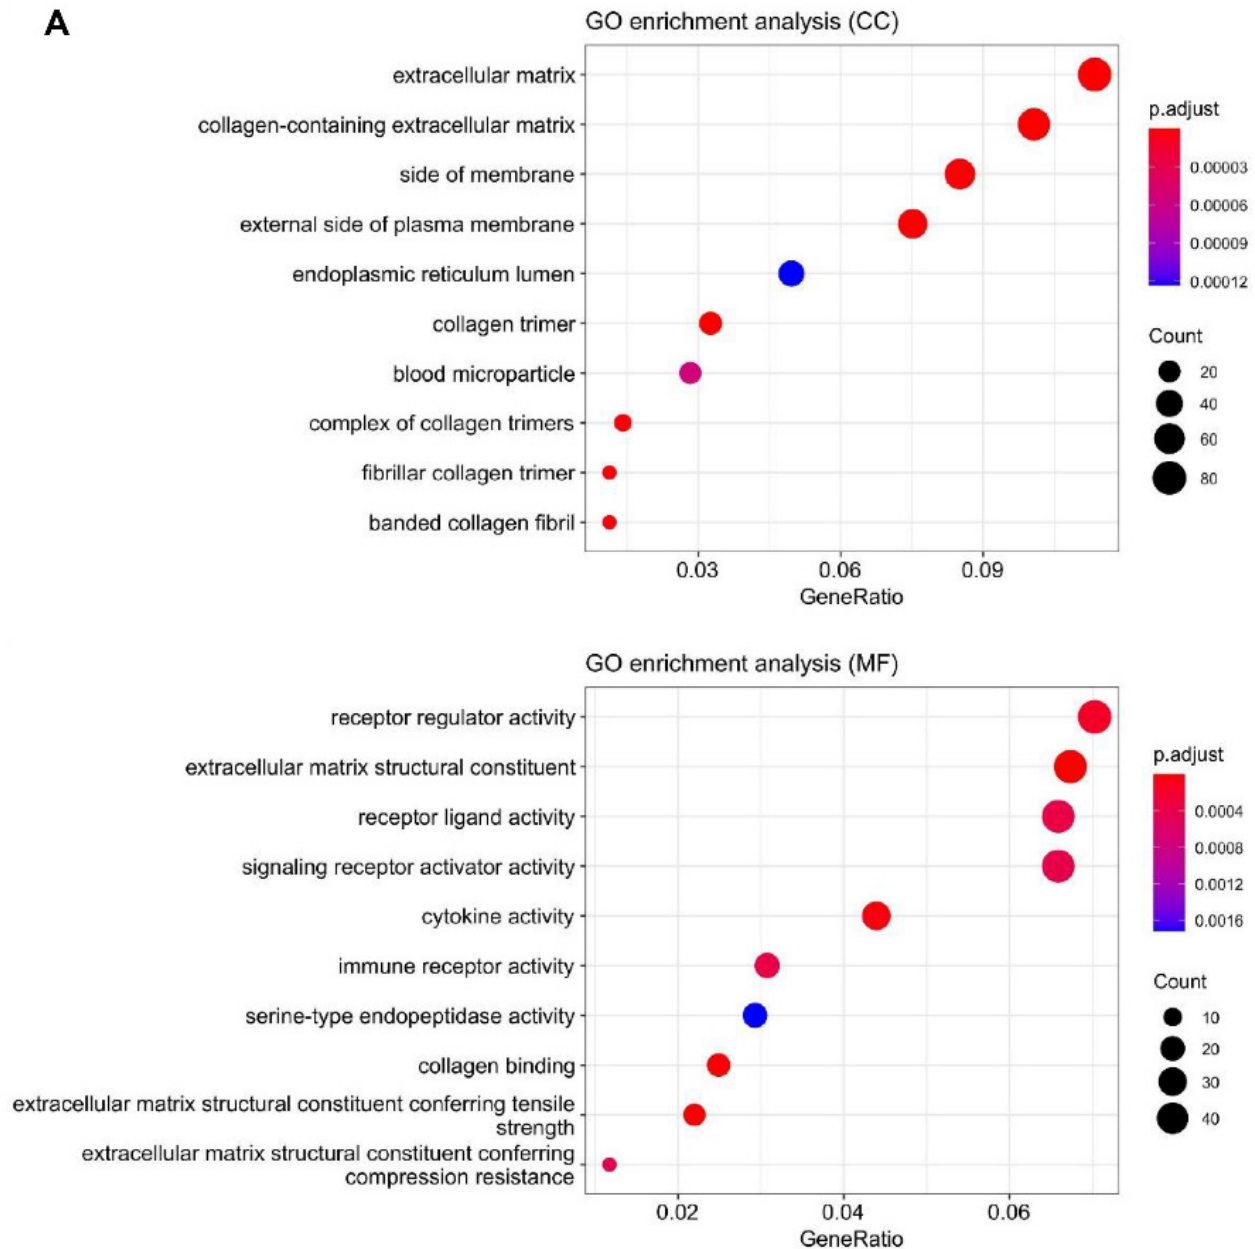 A
GO enrichment analysis (CC)
extracellular matrix
collagen-containing extracellular matrix
side of membrane
external side of plasma membrane
endoplasmic reticulum lumen
collagen trimer
blood microparticle
complex of collagen trimers
fibrillar collagen trimer
banded collagen fibril
0.03 0.06 0.09
GeneRatio
p.adjust
0.00003
0.00006
0.00009
0.00012
Count
20
40
60
80
GO enrichment analysis (MF)
receptor regulator activity
extracellular matrix structural constituent
receptor ligand activity
signaling receptor activator activity
cytokine activity
immune receptor activity
serine-type endopeptidase activity
collagen binding
extracellular matrix structural constituent conferring tensile
strength
extracellular matrix structural constituent conferring
compression resistance
0.02 0.04 0.06
GeneRatio
p.adjust
0.0004
0.0008
0.0012
0.0016
Count
10
20
30
40